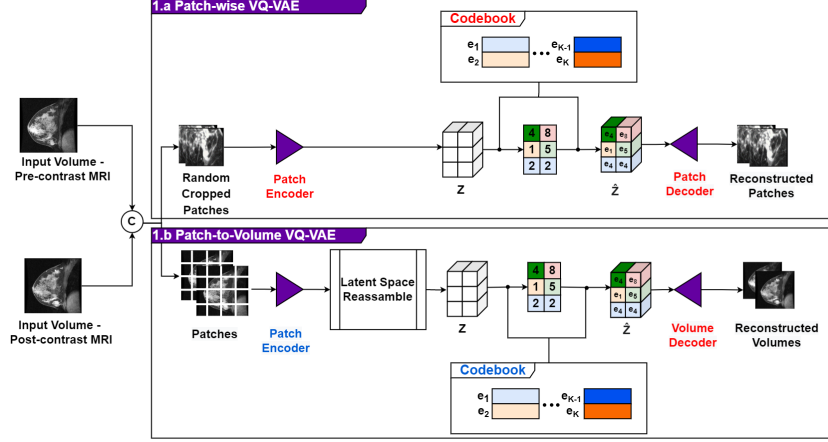 1.a Patch-wise VQ-VAE
Codebook
e1
e2
eK-1
eK
Input Volume -
Pre-contrast MRI
Random
Cropped
Patches
Patch
Encoder
Z
4 8
1 5
2 2
e4 e8
e1 e5
e4 e4
Ẑ
Patch
Decoder
Reconstructed
Patches
C
1.b Patch-to-Volume VQ-VAE
Input Volume -
Post-contrast MRI
Patches
Patch
Encoder
Latent Space
Reassamble
Z
4 8
1 5
2 2
e4 e8
e1 e5
e4 e4
Ẑ
Volume
Decoder
Reconstructed
Volumes
Codebook
e1
e2
eK-1
eK